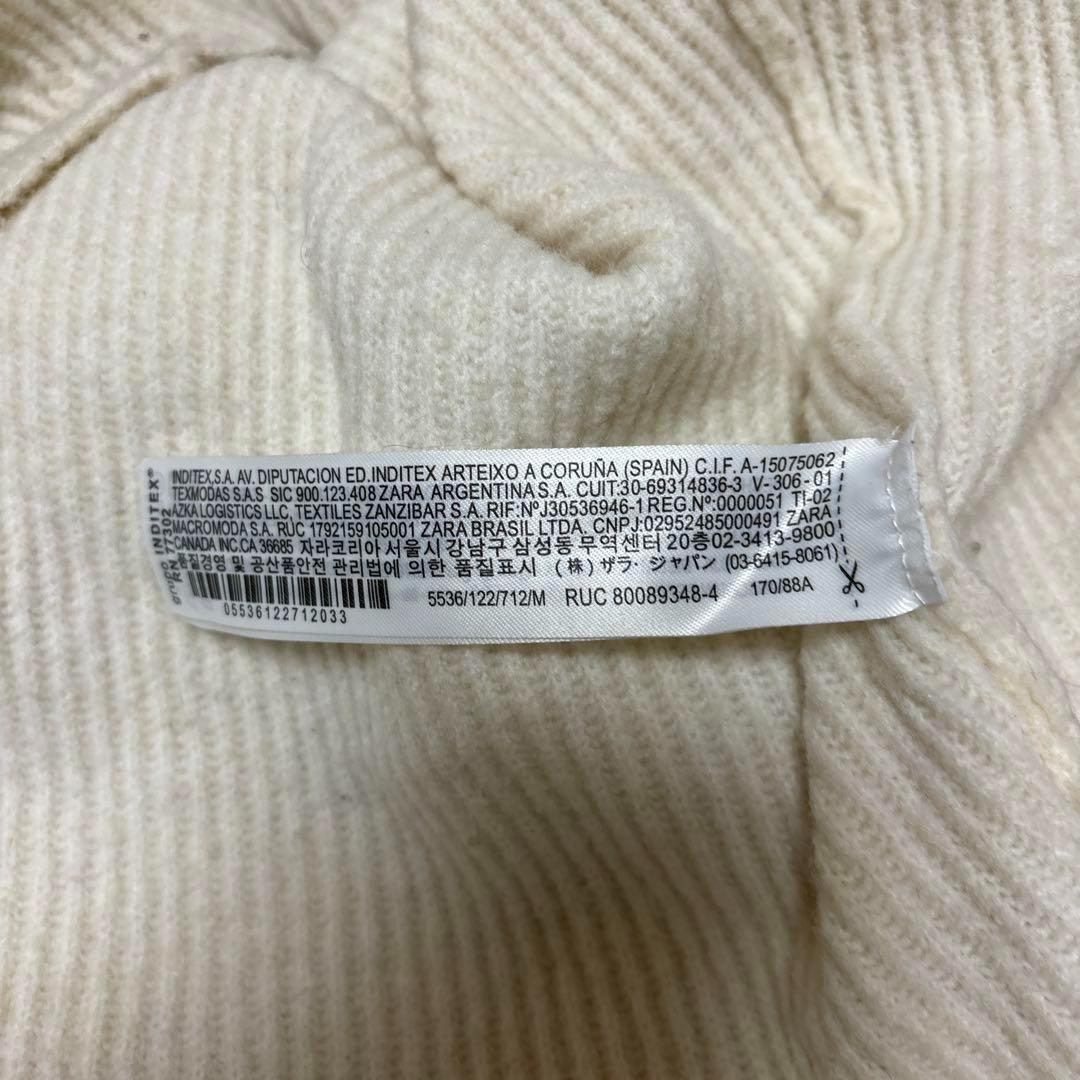 INDITEX,S.A. AV. DIPUTACION ED.INDITEX ARTEIXO A CORUÑA (SPAIN) C.I.F. A-15075062
TEXMODAS S.A.S SIC 900.123.408 ZARA ARGENTINA S.A. CUIT:30-69314836-3 V-306-01
AZKA LOGISTICS LLC, TEXTILES ZANZIBAR S.A. RIF:NºJ30536946-1 REG.Nº:0000051 TI-02
MACROMODA S.A. RUC 1792159105001 ZARA BRASIL LTDA. CNPJ:02952485000491 ZARA
CANADA INC.CA 36685 자라코리아 서울시 강남구 삼성동 무역센터 20층 02-3413-9800
품질경영 및 공산품안전 관리법에 의한 품질표시 (株) ザラ・ジャパン (03-6415-8061)
5536/122/712/M RUC 80089348-4 170/88A
05536122712033
grupo INDITEX®
RN 77302